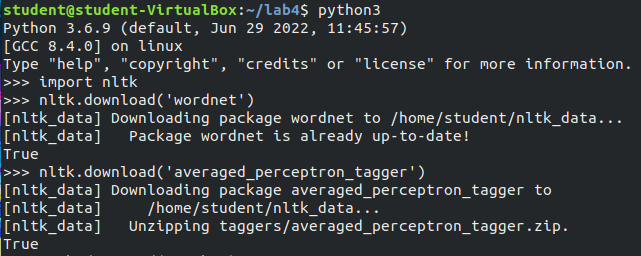 student@student-VirtualBox:~/lab4$ python3
Python 3.6.9 (default, Jun 29 2022, 11:45:57)
[GCC 8.4.0] on linux
Type "help", "copyright", "credits" or "license" for more information.
>>> import nltk
>>> nltk.download('wordnet')
[nltk_data] Downloading package wordnet to /home/student/nltk_data...
[nltk_data]   Package wordnet is already up-to-date!
True
>>> nltk.download('averaged_perceptron_tagger')
[nltk_data] Downloading package averaged_perceptron_tagger to
[nltk_data]     /home/student/nltk_data...
[nltk_data]   Unzipping taggers/averaged_perceptron_tagger.zip.
True